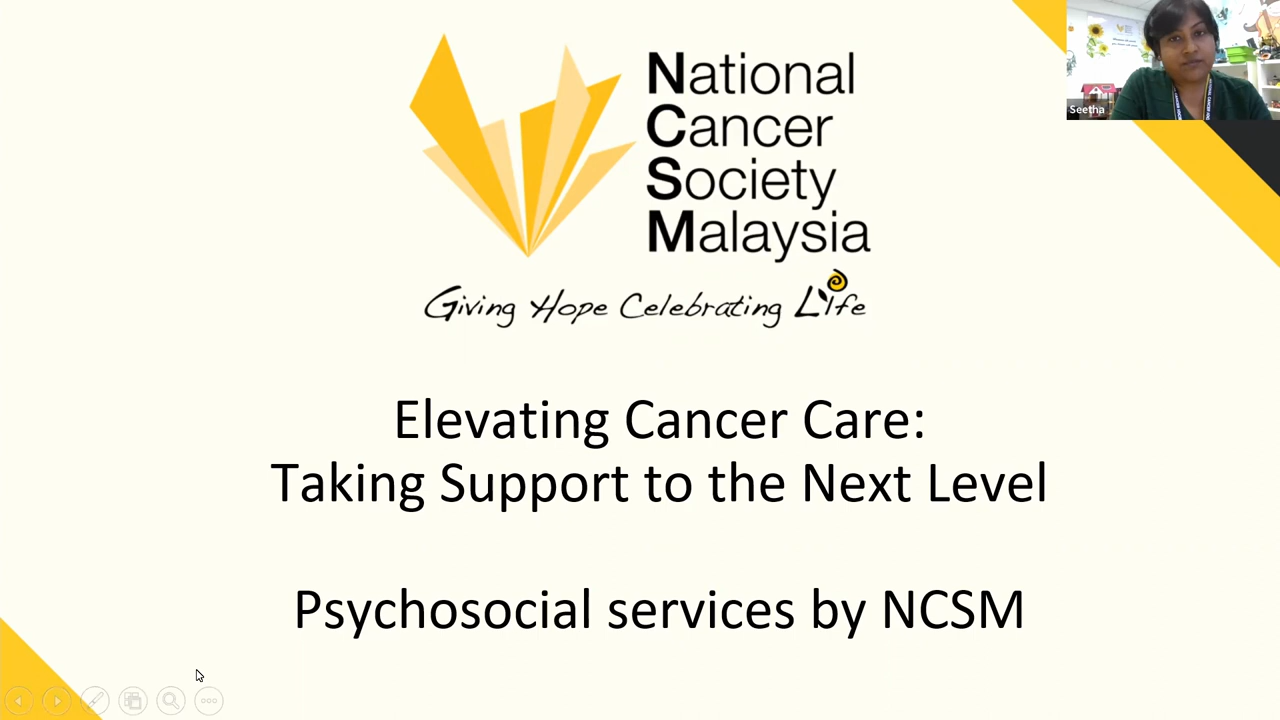 National
Cancer
Society
Malaysia
Giving Hope Celebrating Life
Seetha
Elevating Cancer Care:
Taking Support to the Next Level
Psychosocial services by NCSM